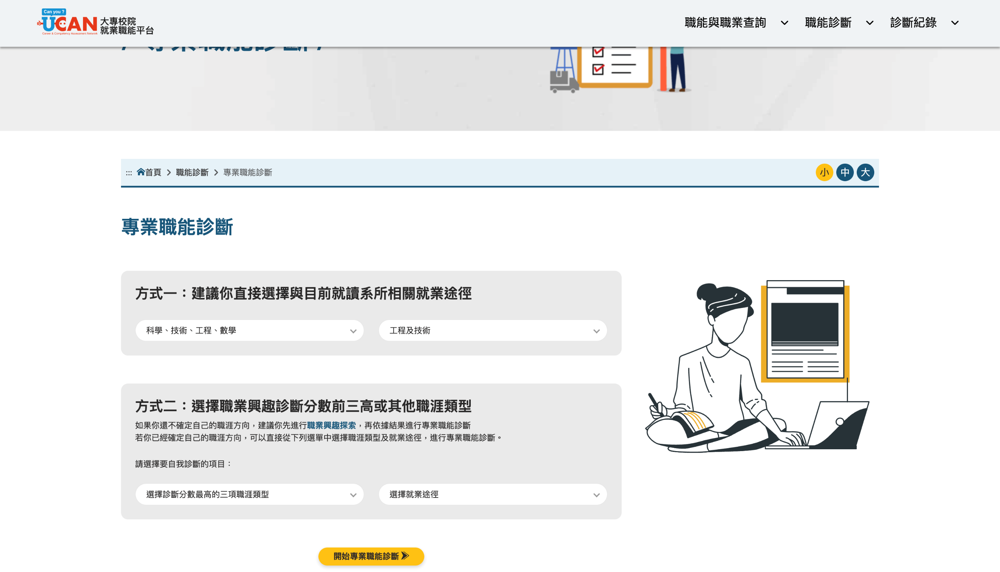 Can you ?
UCAN
Career & Competency Assessment Network
大專校院
就業職能平台
職能與職業查詢
職能診斷
診斷紀錄
專業職能診斷
::: 首頁 > 職能診斷 > 專業職能診斷
小 中 大
專業職能診斷
方式一：建議你直接選擇與目前就讀系所相關就業途徑
科學、技術、工程、數學
工程及技術
方式二：選擇職業興趣診斷分數前三高或其他職涯類型
如果你還不確定自己的職涯方向，建議你先進行職業興趣探索，再依據結果進行專業職能診斷
若你已經確定自己的職涯方向，可以直接從下列選單中選擇職涯類型及就業途徑，進行專業職能診斷。
請選擇要自我診斷的項目：
選擇診斷分數最高的三項職涯類型
選擇就業途徑
開始專業職能診斷